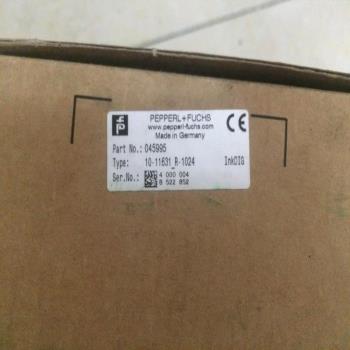 PEPPERL+FUCHS
www.pepperl-fuchs.com
Made in Germany
Part No.: 045995
Type: 10-11631_R-1024 InkDIG
Ser.No.: 4 000 004
8 522 852